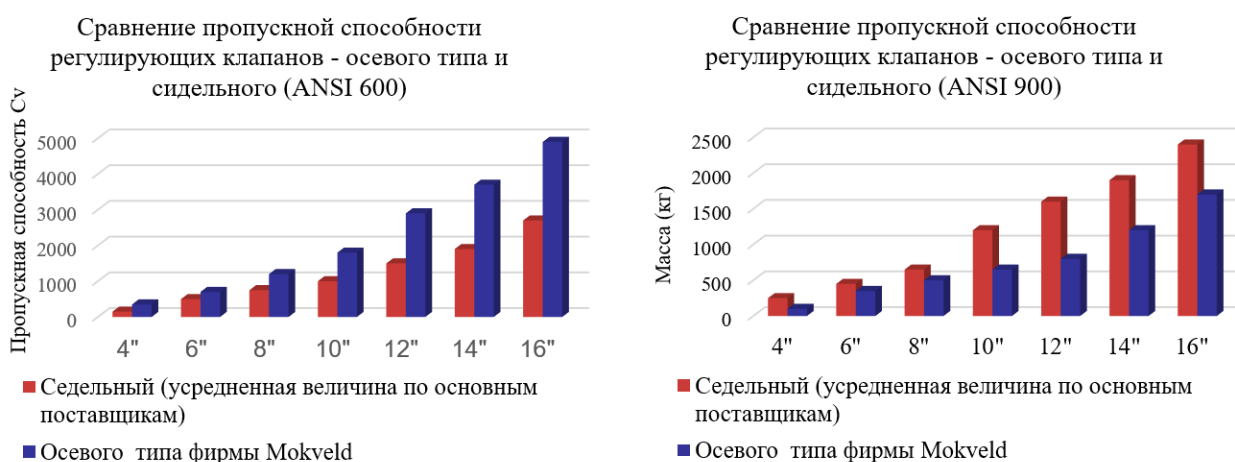 Сравнение пропускной способности
регулирующих клапанов - осевого типа и
сидельного (ANSI 600)
Пропускная способность Cv
5000
4000
3000
2000
1000
0
4" 6" 8" 10" 12" 14" 16"
Седельный (усредненная величина по основным
поставщикам)
Осевого типа фирмы Mokveld
Сравнение пропускной способности
регулирующих клапанов - осевого типа и
сидельного (ANSI 900)
Масса (кг)
2500
2000
1500
1000
500
0
4" 6" 8" 10" 12" 14" 16"
Седельный (усредненная величина по основным
поставщикам)
Осевого типа фирмы Mokveld